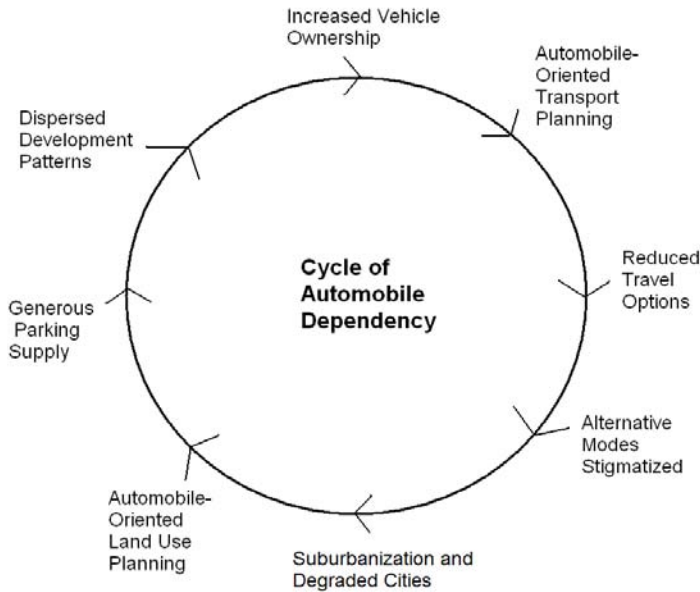 Increased Vehicle
Ownership
Automobile-
Oriented
Transport
Planning
Reduced
Travel
Options
Alternative
Modes
Stigmatized
Suburbanization and
Degraded Cities
Automobile-
Oriented
Land Use
Planning
Generous
Parking
Supply
Dispersed
Development
Patterns
Cycle of
Automobile
Dependency